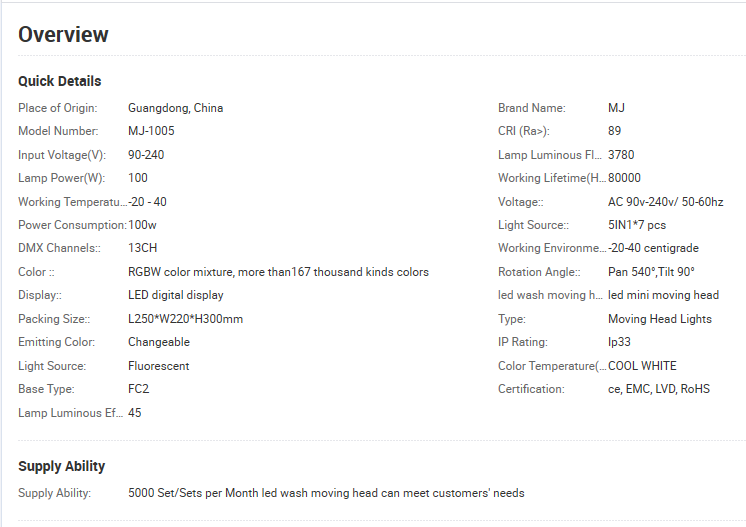 Overview
Quick Details
Place of Origin: Guangdong, China Brand Name: MJ
Model Number: MJ-1005 CRI (Ra>): 89
Input Voltage(V): 90-240 Lamp Luminous Fl... 3780
Lamp Power(W): 100 Working Lifetime(H... 80000
Working Temperatu... -20 - 40 Voltage:: AC 90v-240v/ 50-60hz
Power Consumption: 100w Light Source:: 5IN1*7 pcs
DMX Channels:: 13CH Working Environme... -20-40 centigrade
Color :: RGBW color mixture, more than167 thousand kinds colors Rotation Angle:: Pan 540°,Tilt 90°
Display:: LED digital display led wash moving h... led mini moving head
Packing Size:: L250*W220*H300mm Type: Moving Head Lights
Emitting Color: Changeable IP Rating: Ip33
Light Source: Fluorescent Color Temperature(... COOL WHITE
Base Type: FC2 Certification: ce, EMC, LVD, RoHS
Lamp Luminous Ef... 45
Supply Ability
Supply Ability: 5000 Set/Sets per Month led wash moving head can meet customers' needs